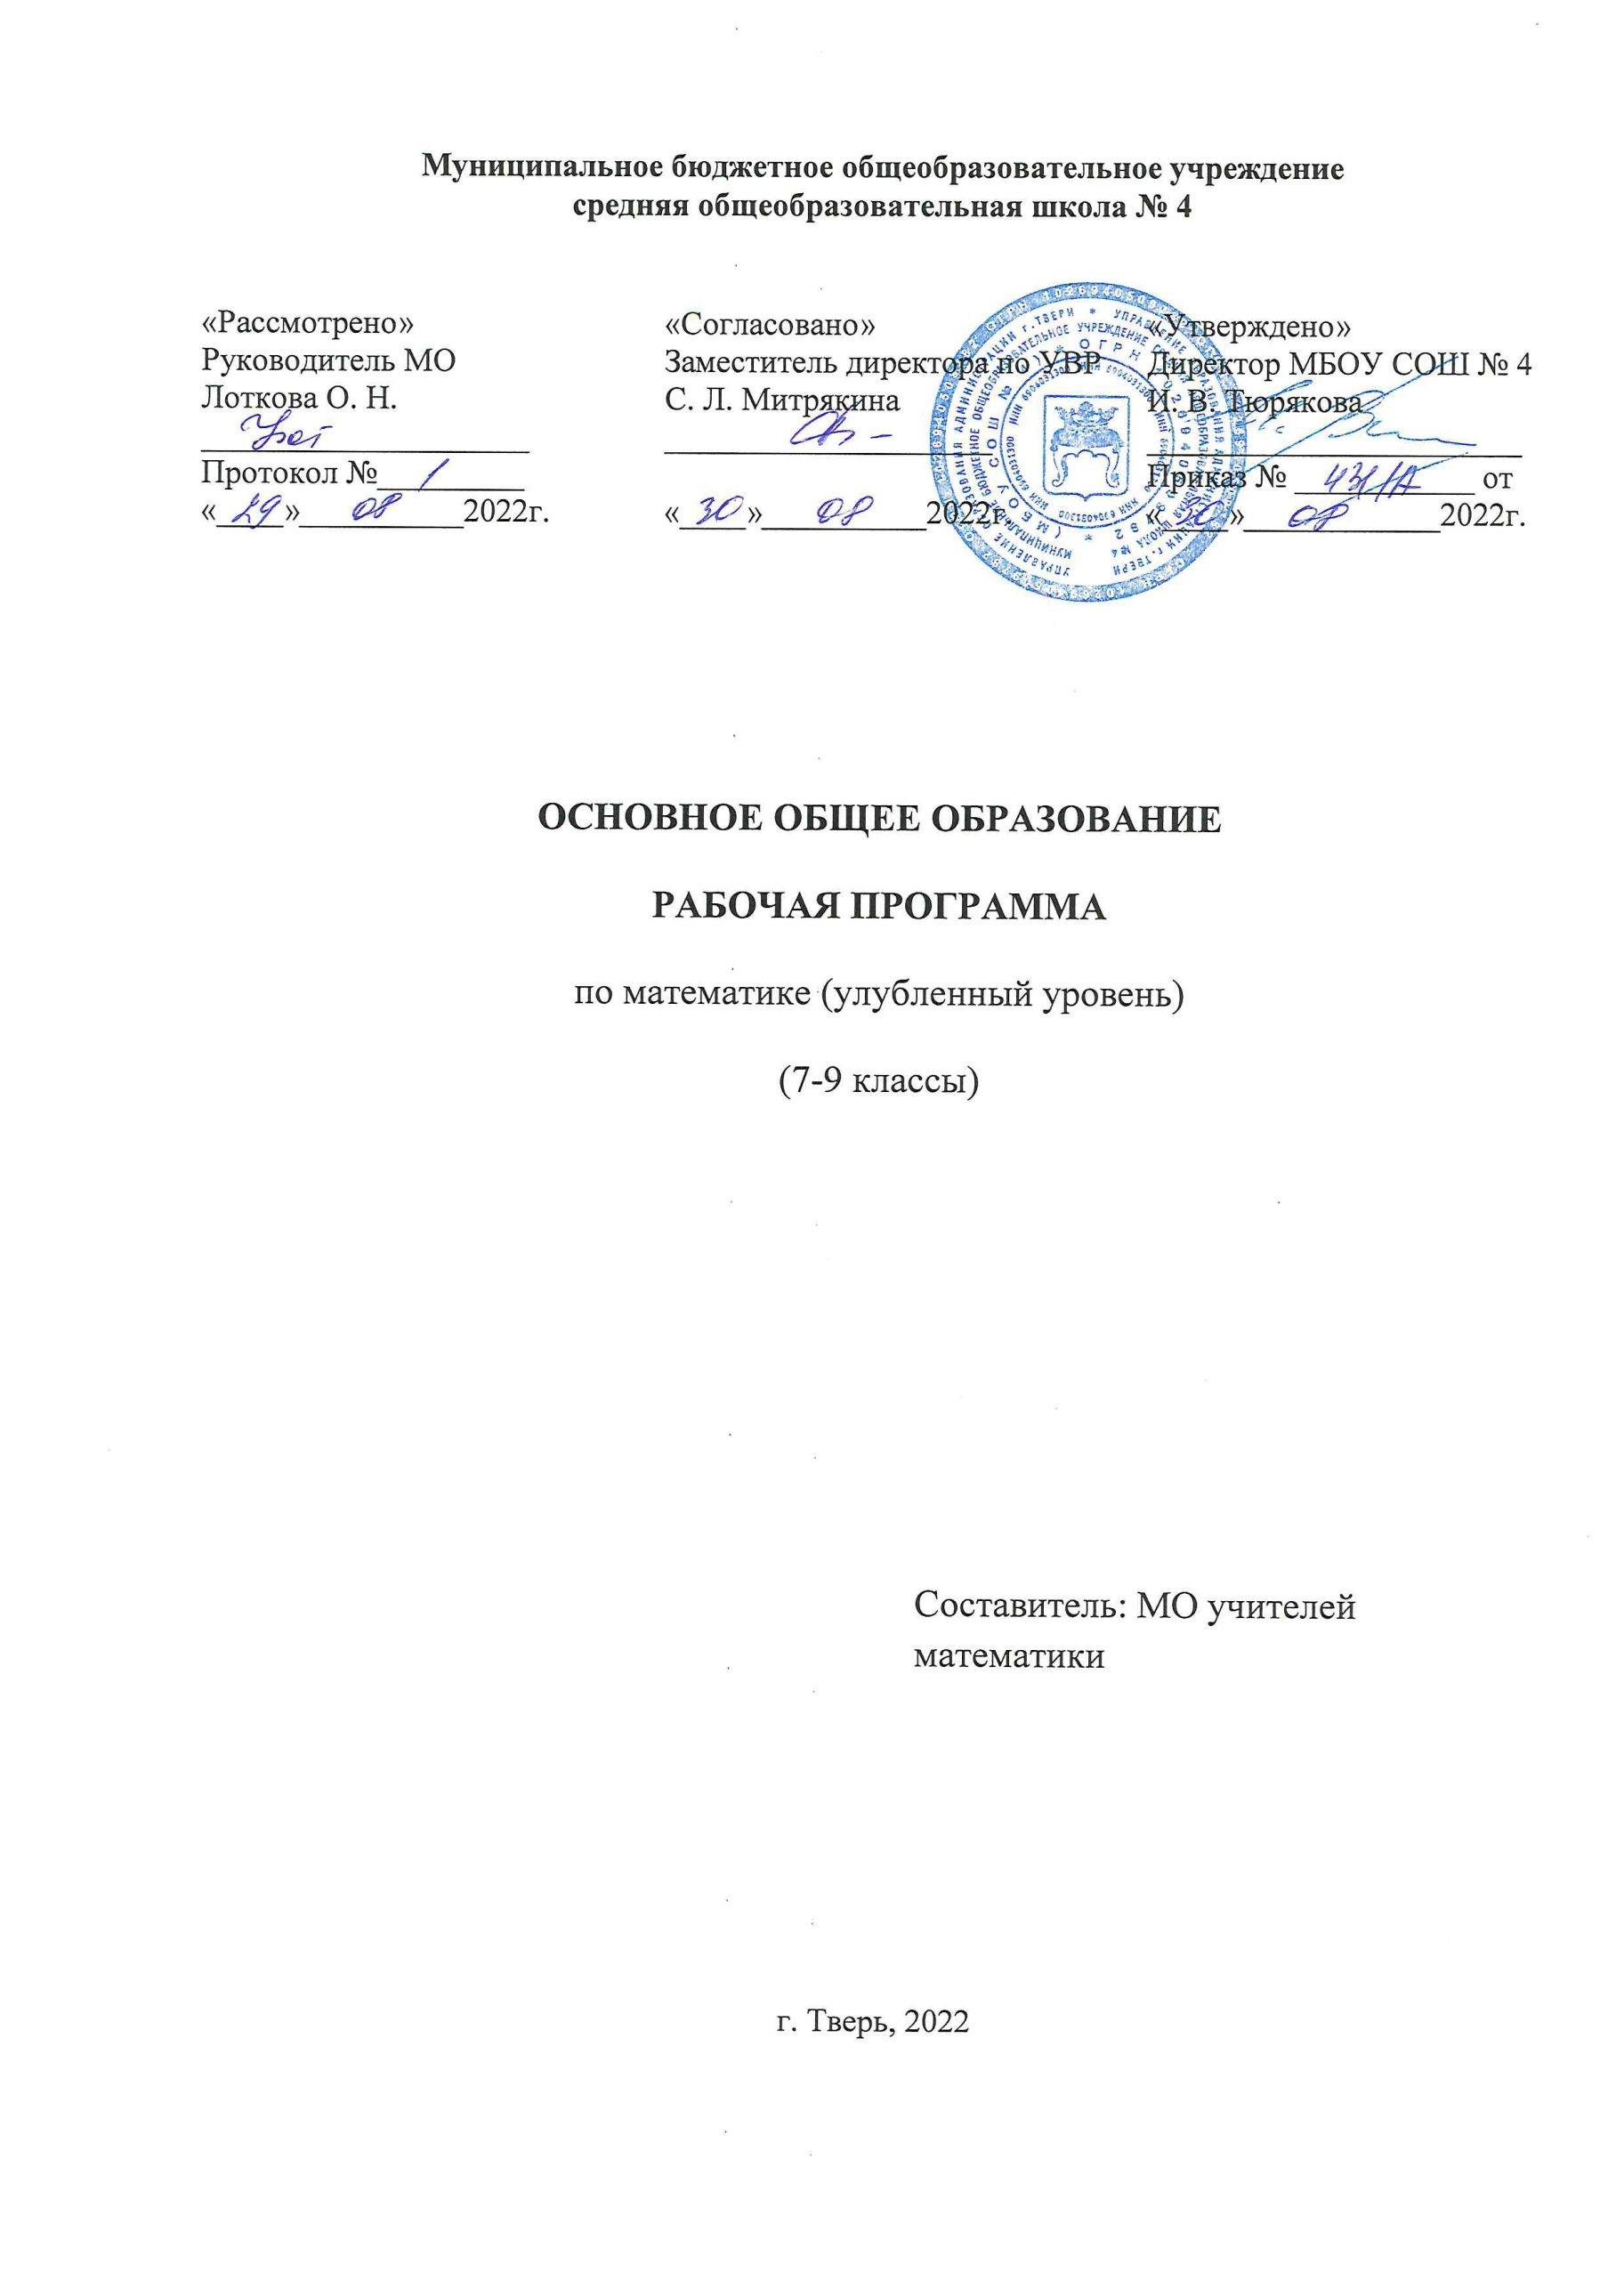 Муниципальное бюджетное общеобразовательное учреждение
средняя общеобразовательная школа № 4
«Рассмотрено»
Руководитель МО
Лоткова О. Н.
Протокол № 1
«29» 08 2022г.
«Согласовано»
Заместитель директора по УВР
С. Л. Митрякина
«30» 08 2022г.
«Утверждено»
Директор МБОУ СОШ № 4
И. В. Тюрякова
Приказ № от
«30» 08 2022г.
ОСНОВНОЕ ОБЩЕЕ ОБРАЗОВАНИЕ
РАБОЧАЯ ПРОГРАММА
по математике (улубленный уровень)
(7-9 классы)
Составитель: МО учителей
математики
г. Тверь, 2022